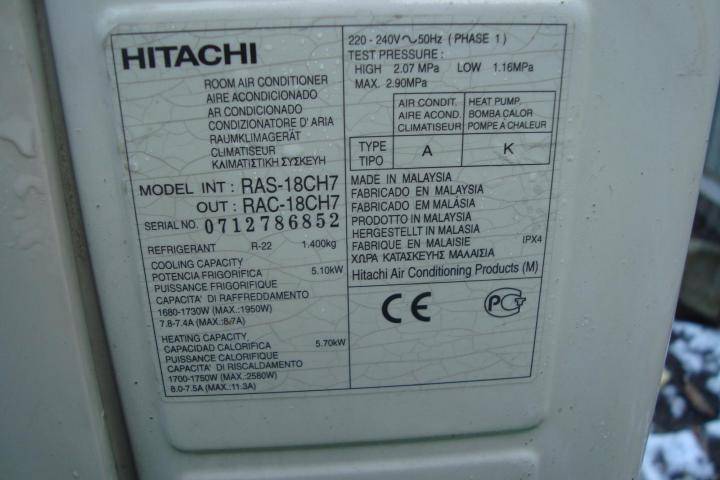 HITACHI
ROOM AIR CONDITIONER
AIRE ACONDICIONADO
AR CONDICIONADO
CONDIZIONATORE D' ARIA
RAUMKLIMAGERÄT
CLIMATISEUR
ΚΛΙΜΑΤΙΣΤΙΚΗ ΣΥΣΚΕΥΗ
MODEL INT : RAS-18CH7
OUT : RAC-18CH7
SERIAL NO. 0712786852
REFRIGERANT R-22 1.400kg
COOLING CAPACITY
POTENCIA FRIGORIFICA 5.10kW
PUISSANCE FRIGORIFIQUE
CAPACITA' DI RAFFREDDAMENTO
1680-1730W (MAX.:1950W)
7.8-7.4A (MAX.:8.7A)
HEATING CAPACITY
CAPACIDAD CALORIFICA 5.70kW
PUISSANCE CALORIFIQUE
CAPACITA' DI RISCALDAMENTO
1700-1750W (MAX.:2580W)
8.0-7.5A (MAX.:11.3A)
220 - 240V ~ 50Hz ( PHASE 1 )
TEST PRESSURE :
HIGH 2.07 MPa LOW 1.16MPa
MAX. 2.90MPa
AIR CONDIT. HEAT PUMP.
AIRE ACOND. BOMBA CALOR
CLIMATISEUR POMPE A CHALEUR
TYPE A K
TIPO
MADE IN MALAYSIA
FABRICADO EN MALAYSIA
FABRICADO EM MALÁSIA
PRODOTTO IN MALAYSIA
HERGESTELLT IN MALASIA
FABRIQUE EN MALAISIE IPX4
ΧΩΡΑ ΚΑΤΑΣΚΕΥΗΣ ΜΑΛΑΙΣΙΑ
Hitachi Air Conditioning Products (M)
CE